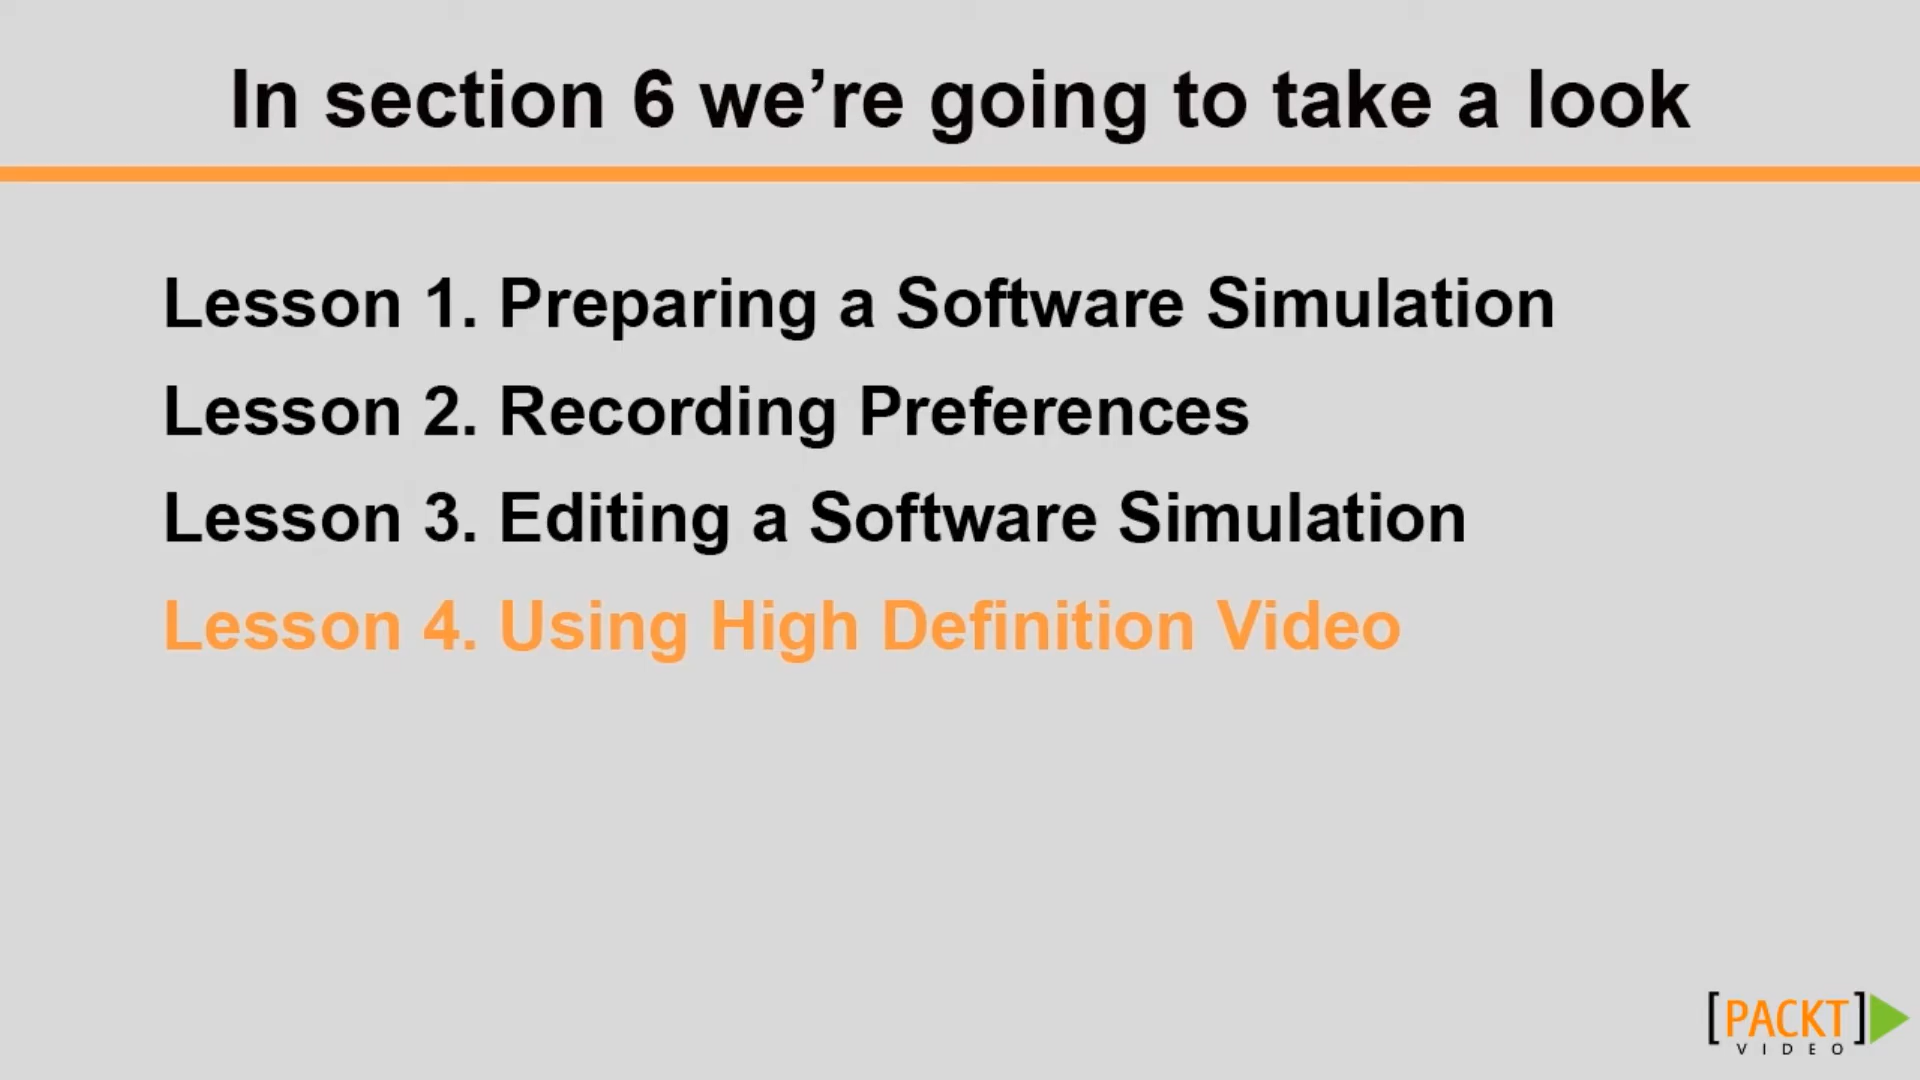 In section 6 we’re going to take a look
Lesson 1. Preparing a Software Simulation
Lesson 2. Recording Preferences
Lesson 3. Editing a Software Simulation
Lesson 4. Using High Definition Video
[PACKT]
VIDEO